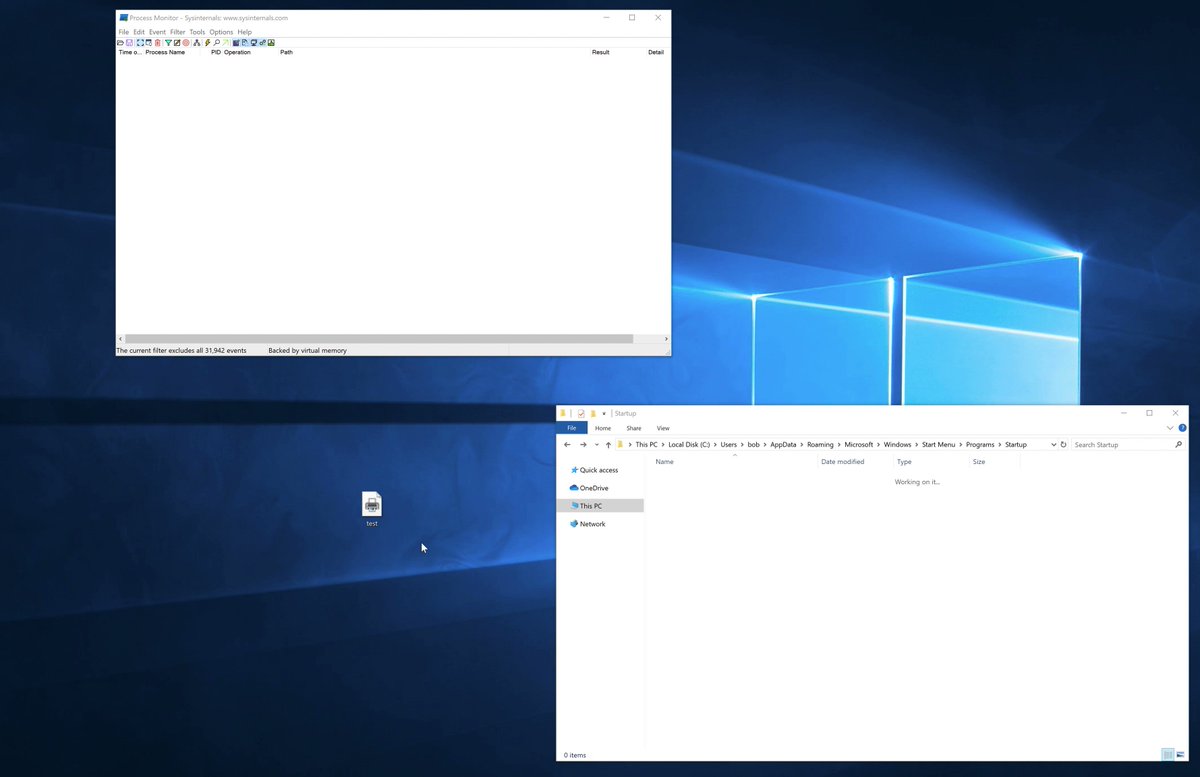 Process Monitor - Sysinternals: www.sysinternals.com
File Edit Event Filter Tools Options Help
Time o... Process Name PID Operation Path Result Detail
The current filter excludes all 31,942 events Backed by virtual memory
Startup
File Home Share View
This PC Local Disk (C:) Users bob AppData Roaming Microsoft Windows Start Menu Programs Startup Search Startup
Name Date modified Type Size
Quick access
Working on it...
OneDrive
This PC
Network
test
0 items